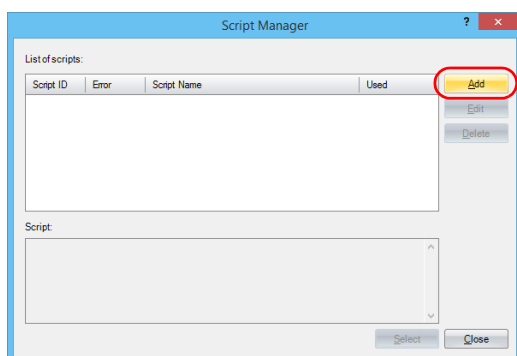 Script Manager
?
List of scripts:
Script ID Error Script Name Used
Add
Edit
Delete
Script:
Select Close